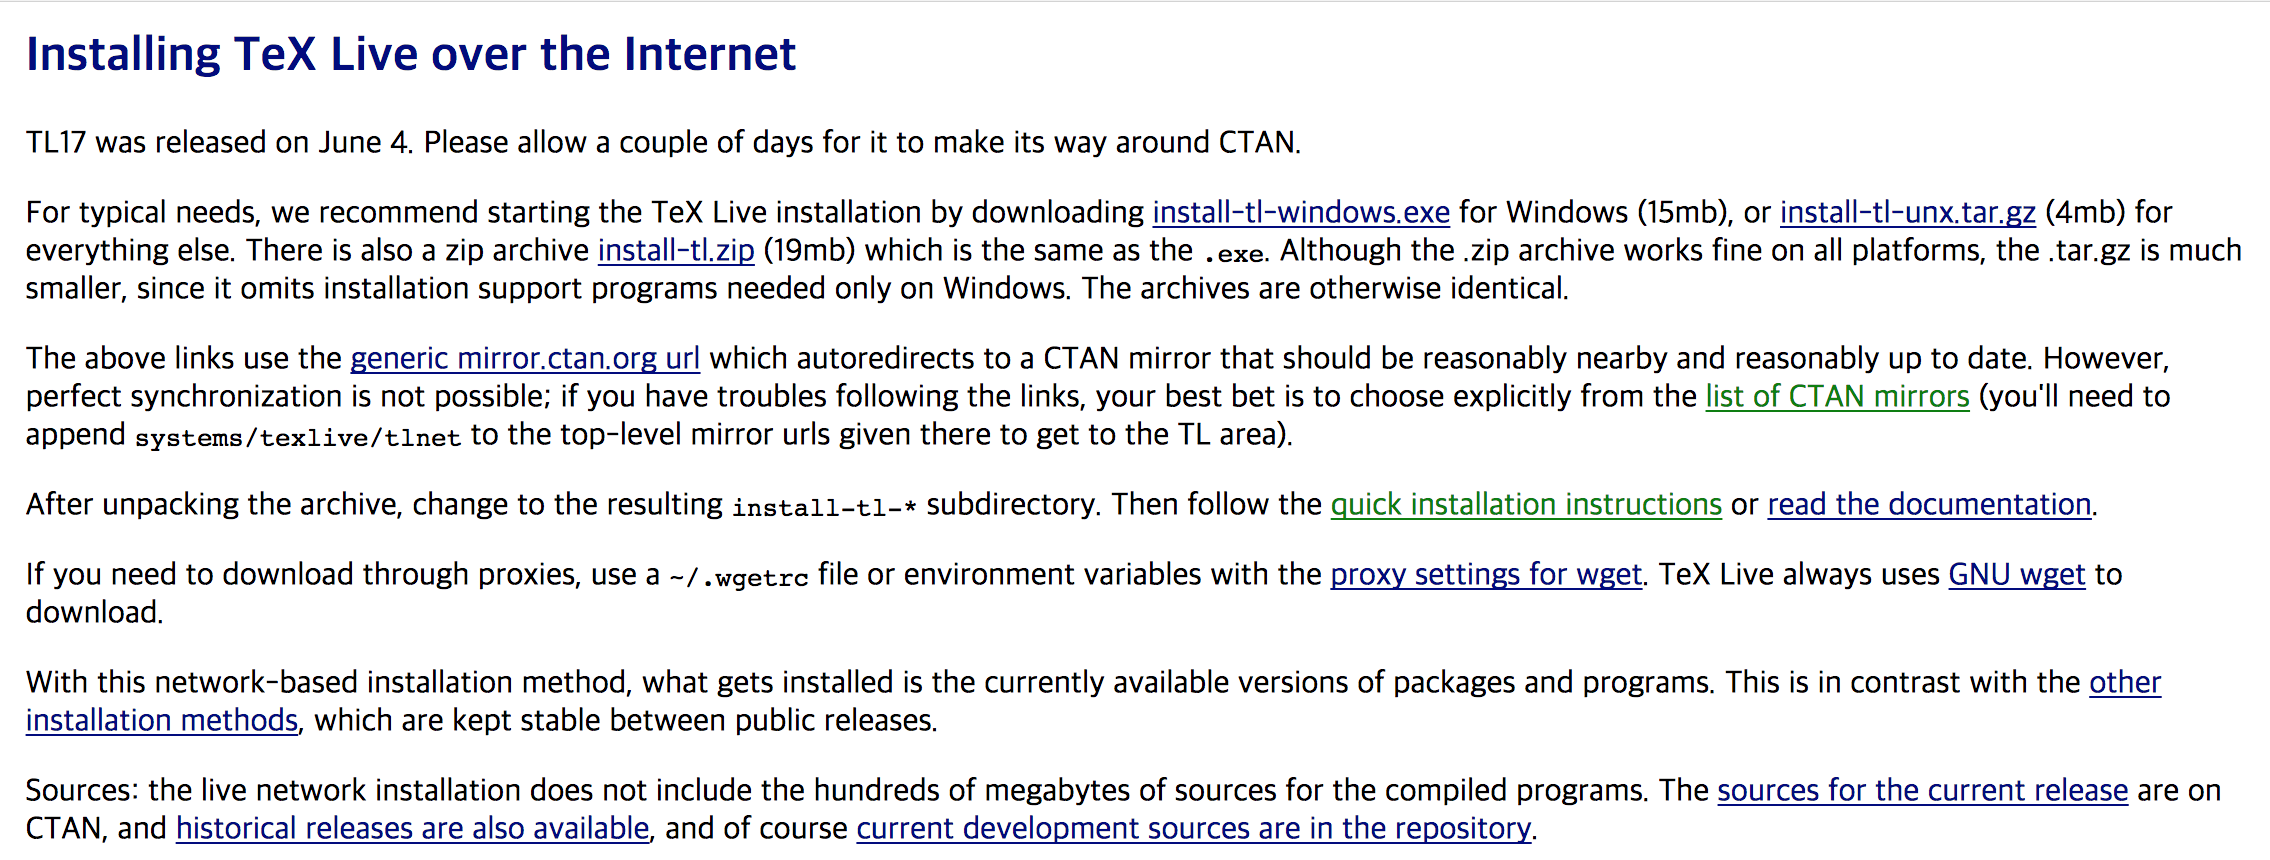 Installing TeX Live over the Internet
TL17 was released on June 4. Please allow a couple of days for it to make its way around CTAN.
For typical needs, we recommend starting the TeX Live installation by downloading install-tl-windows.exe for Windows (15mb), or install-tl-unx.tar.gz (4mb) for
everything else. There is also a zip archive install-tl.zip (19mb) which is the same as the .exe. Although the .zip archive works fine on all platforms, the .tar.gz is much
smaller, since it omits installation support programs needed only on Windows. The archives are otherwise identical.
The above links use the generic mirror.ctan.org url which autoredirects to a CTAN mirror that should be reasonably nearby and reasonably up to date. However,
perfect synchronization is not possible; if you have troubles following the links, your best bet is to choose explicitly from the list of CTAN mirrors (you'll need to
append systems/texlive/tlnet to the top-level mirror urls given there to get to the TL area).
After unpacking the archive, change to the resulting install-tl-* subdirectory. Then follow the quick installation instructions or read the documentation.
If you need to download through proxies, use a ~/.wgetrc file or environment variables with the proxy settings for wget. TeX Live always uses GNU wget to
download.
With this network-based installation method, what gets installed is the currently available versions of packages and programs. This is in contrast with the other
installation methods, which are kept stable between public releases.
Sources: the live network installation does not include the hundreds of megabytes of sources for the compiled programs. The sources for the current release are on
CTAN, and historical releases are also available, and of course current development sources are in the repository.